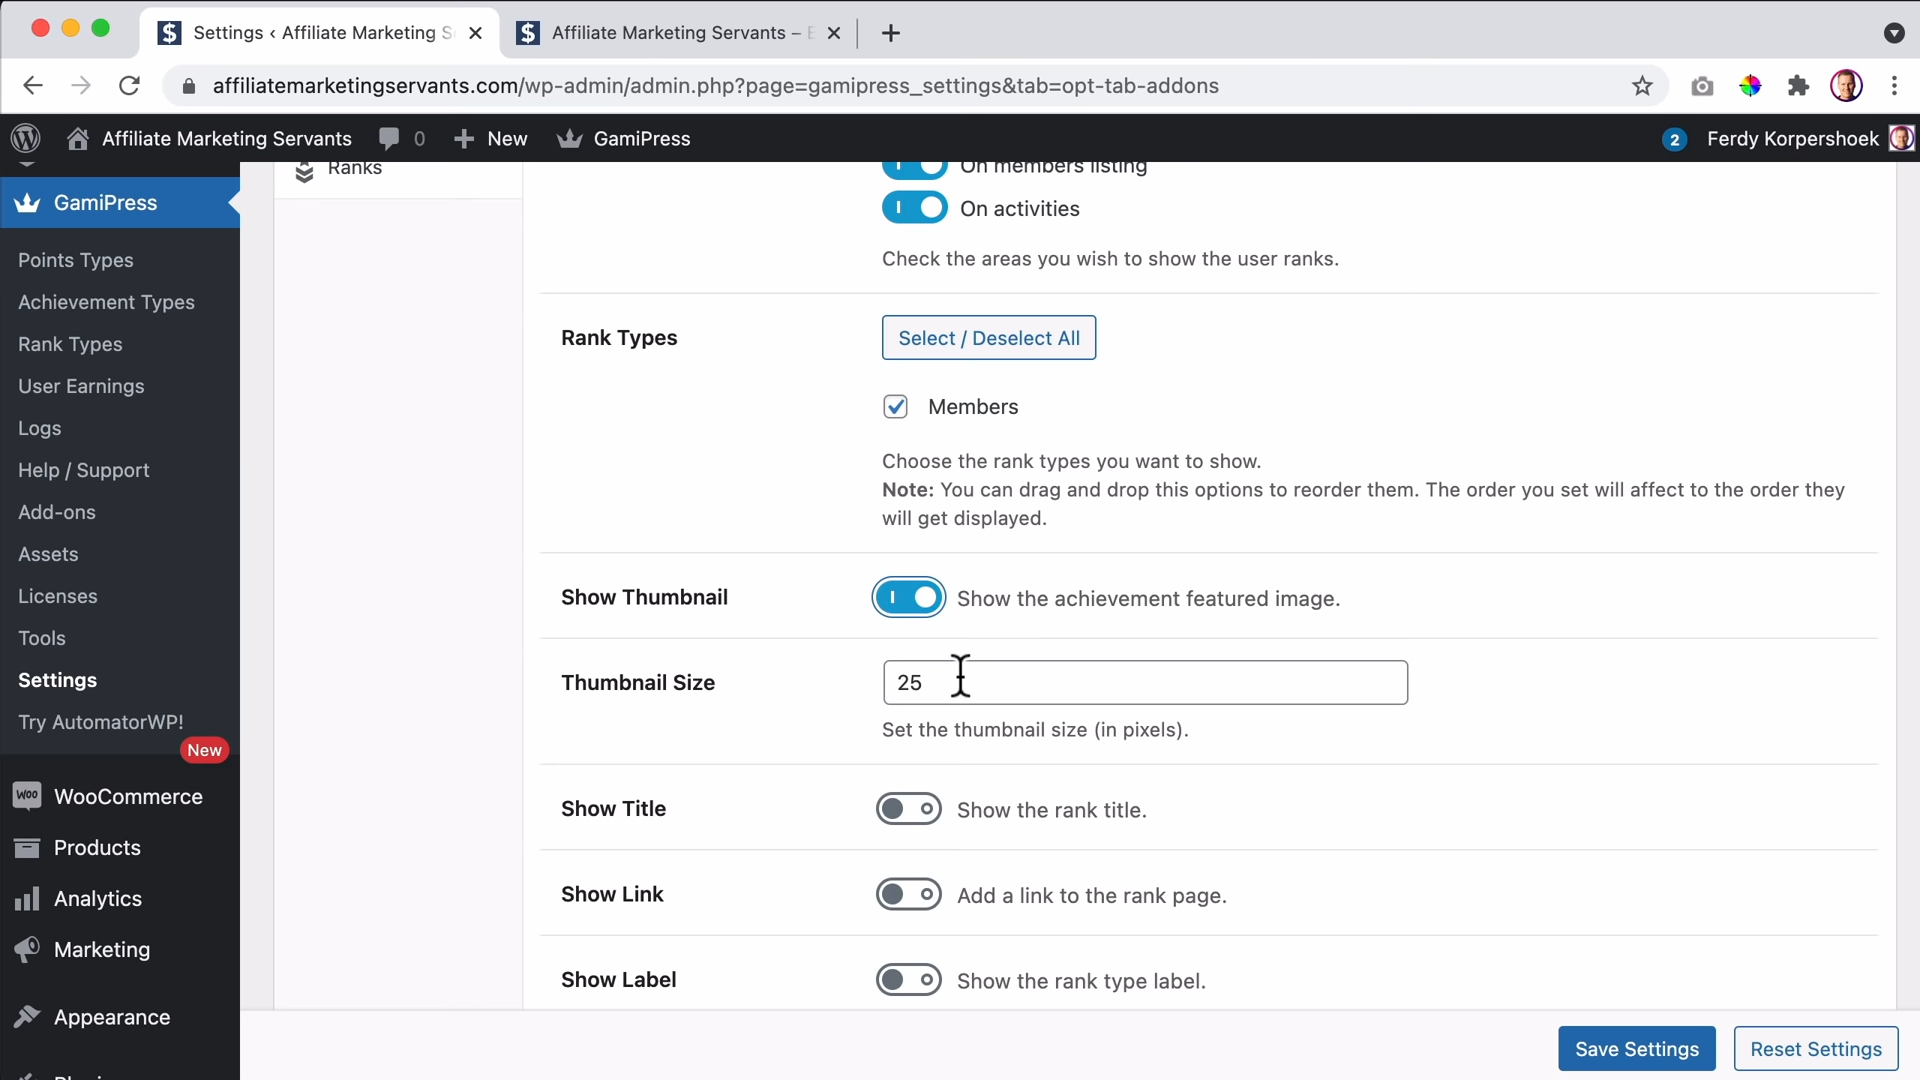 Settings ‹ Affiliate Marketing S
Affiliate Marketing Servants –
affiliatemarketingservants.com/wp-admin/admin.php?page=gamipress_settings&tab=opt-tab-addons
Affiliate Marketing Servants
0
New
GamiPress
2
Ferdy Korpershoek
GamiPress
Points Types
Achievement Types
Rank Types
User Earnings
Logs
Help / Support
Add-ons
Assets
Licenses
Tools
Settings
Try AutomatorWP!
New
Woo
WooCommerce
Products
Analytics
Marketing
Appearance
Ranks
On members listing
On activities
Check the areas you wish to show the user ranks.
Rank Types
Select / Deselect All
Members
Choose the rank types you want to show.
Note: You can drag and drop this options to reorder them. The order you set will affect to the order they
will get displayed.
Show Thumbnail
Show the achievement featured image.
Thumbnail Size
25
Set the thumbnail size (in pixels).
Show Title
Show the rank title.
Show Link
Add a link to the rank page.
Show Label
Show the rank type label.
Save Settings
Reset Settings